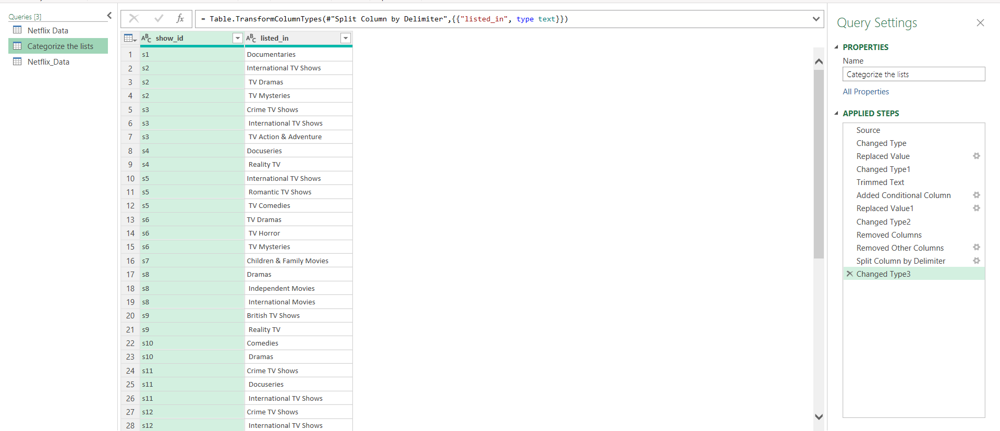 Queries [3]
Netflix Data
Categorize the lists
Netflix_Data
fx
= Table.TransformColumnTypes(#"Split Column by Delimiter",{{"listed_in", type text}})
ABC show_id ABC listed_in
1 s1 Documentaries
2 s2 International TV Shows
3 s2 TV Dramas
4 s2 TV Mysteries
5 s3 Crime TV Shows
6 s3 International TV Shows
7 s3 TV Action & Adventure
8 s4 Docuseries
9 s4 Reality TV
10 s5 International TV Shows
11 s5 Romantic TV Shows
12 s5 TV Comedies
13 s6 TV Dramas
14 s6 TV Horror
15 s6 TV Mysteries
16 s7 Children & Family Movies
17 s8 Dramas
18 s8 Independent Movies
19 s8 International Movies
20 s9 British TV Shows
21 s9 Reality TV
22 s10 Comedies
23 s10 Dramas
24 s11 Crime TV Shows
25 s11 Docuseries
26 s11 International TV Shows
27 s12 Crime TV Shows
28 s12 International TV Shows
Query Settings
PROPERTIES
Name
Categorize the lists
All Properties
APPLIED STEPS
Source
Changed Type
Replaced Value
Changed Type1
Trimmed Text
Added Conditional Column
Replaced Value1
Changed Type2
Removed Columns
Removed Other Columns
Split Column by Delimiter
Changed Type3